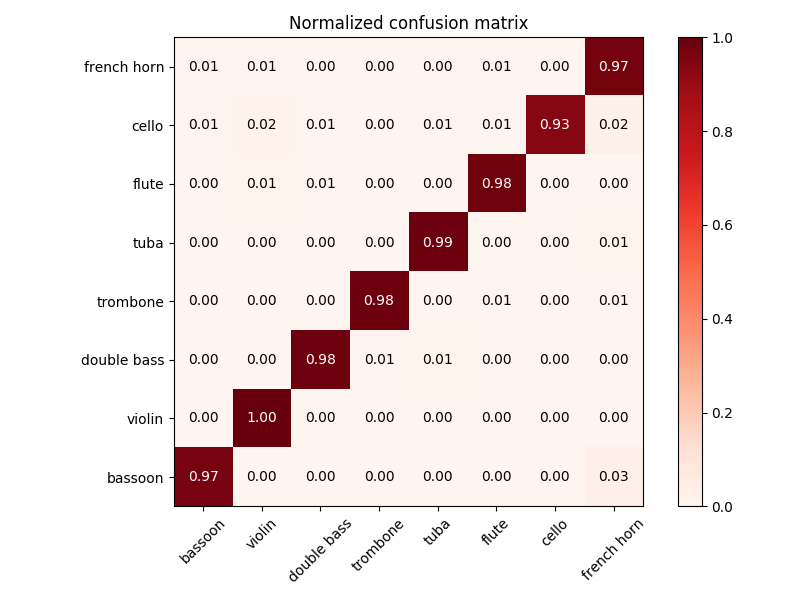 Normalized confusion matrix
french horn 0.01 0.01 0.00 0.00 0.00 0.01 0.00 0.97
cello 0.01 0.02 0.01 0.00 0.01 0.01 0.93 0.02
flute 0.00 0.01 0.01 0.00 0.00 0.98 0.00 0.00
tuba 0.00 0.00 0.00 0.00 0.99 0.00 0.00 0.01
trombone 0.00 0.00 0.00 0.98 0.00 0.01 0.00 0.01
double bass 0.00 0.00 0.98 0.01 0.01 0.00 0.00 0.00
violin 0.00 1.00 0.00 0.00 0.00 0.00 0.00 0.00
bassoon 0.97 0.00 0.00 0.00 0.00 0.00 0.00 0.03
bassoon violin double bass trombone tuba flute cello french horn
1.0
0.8
0.6
0.4
0.2
0.0